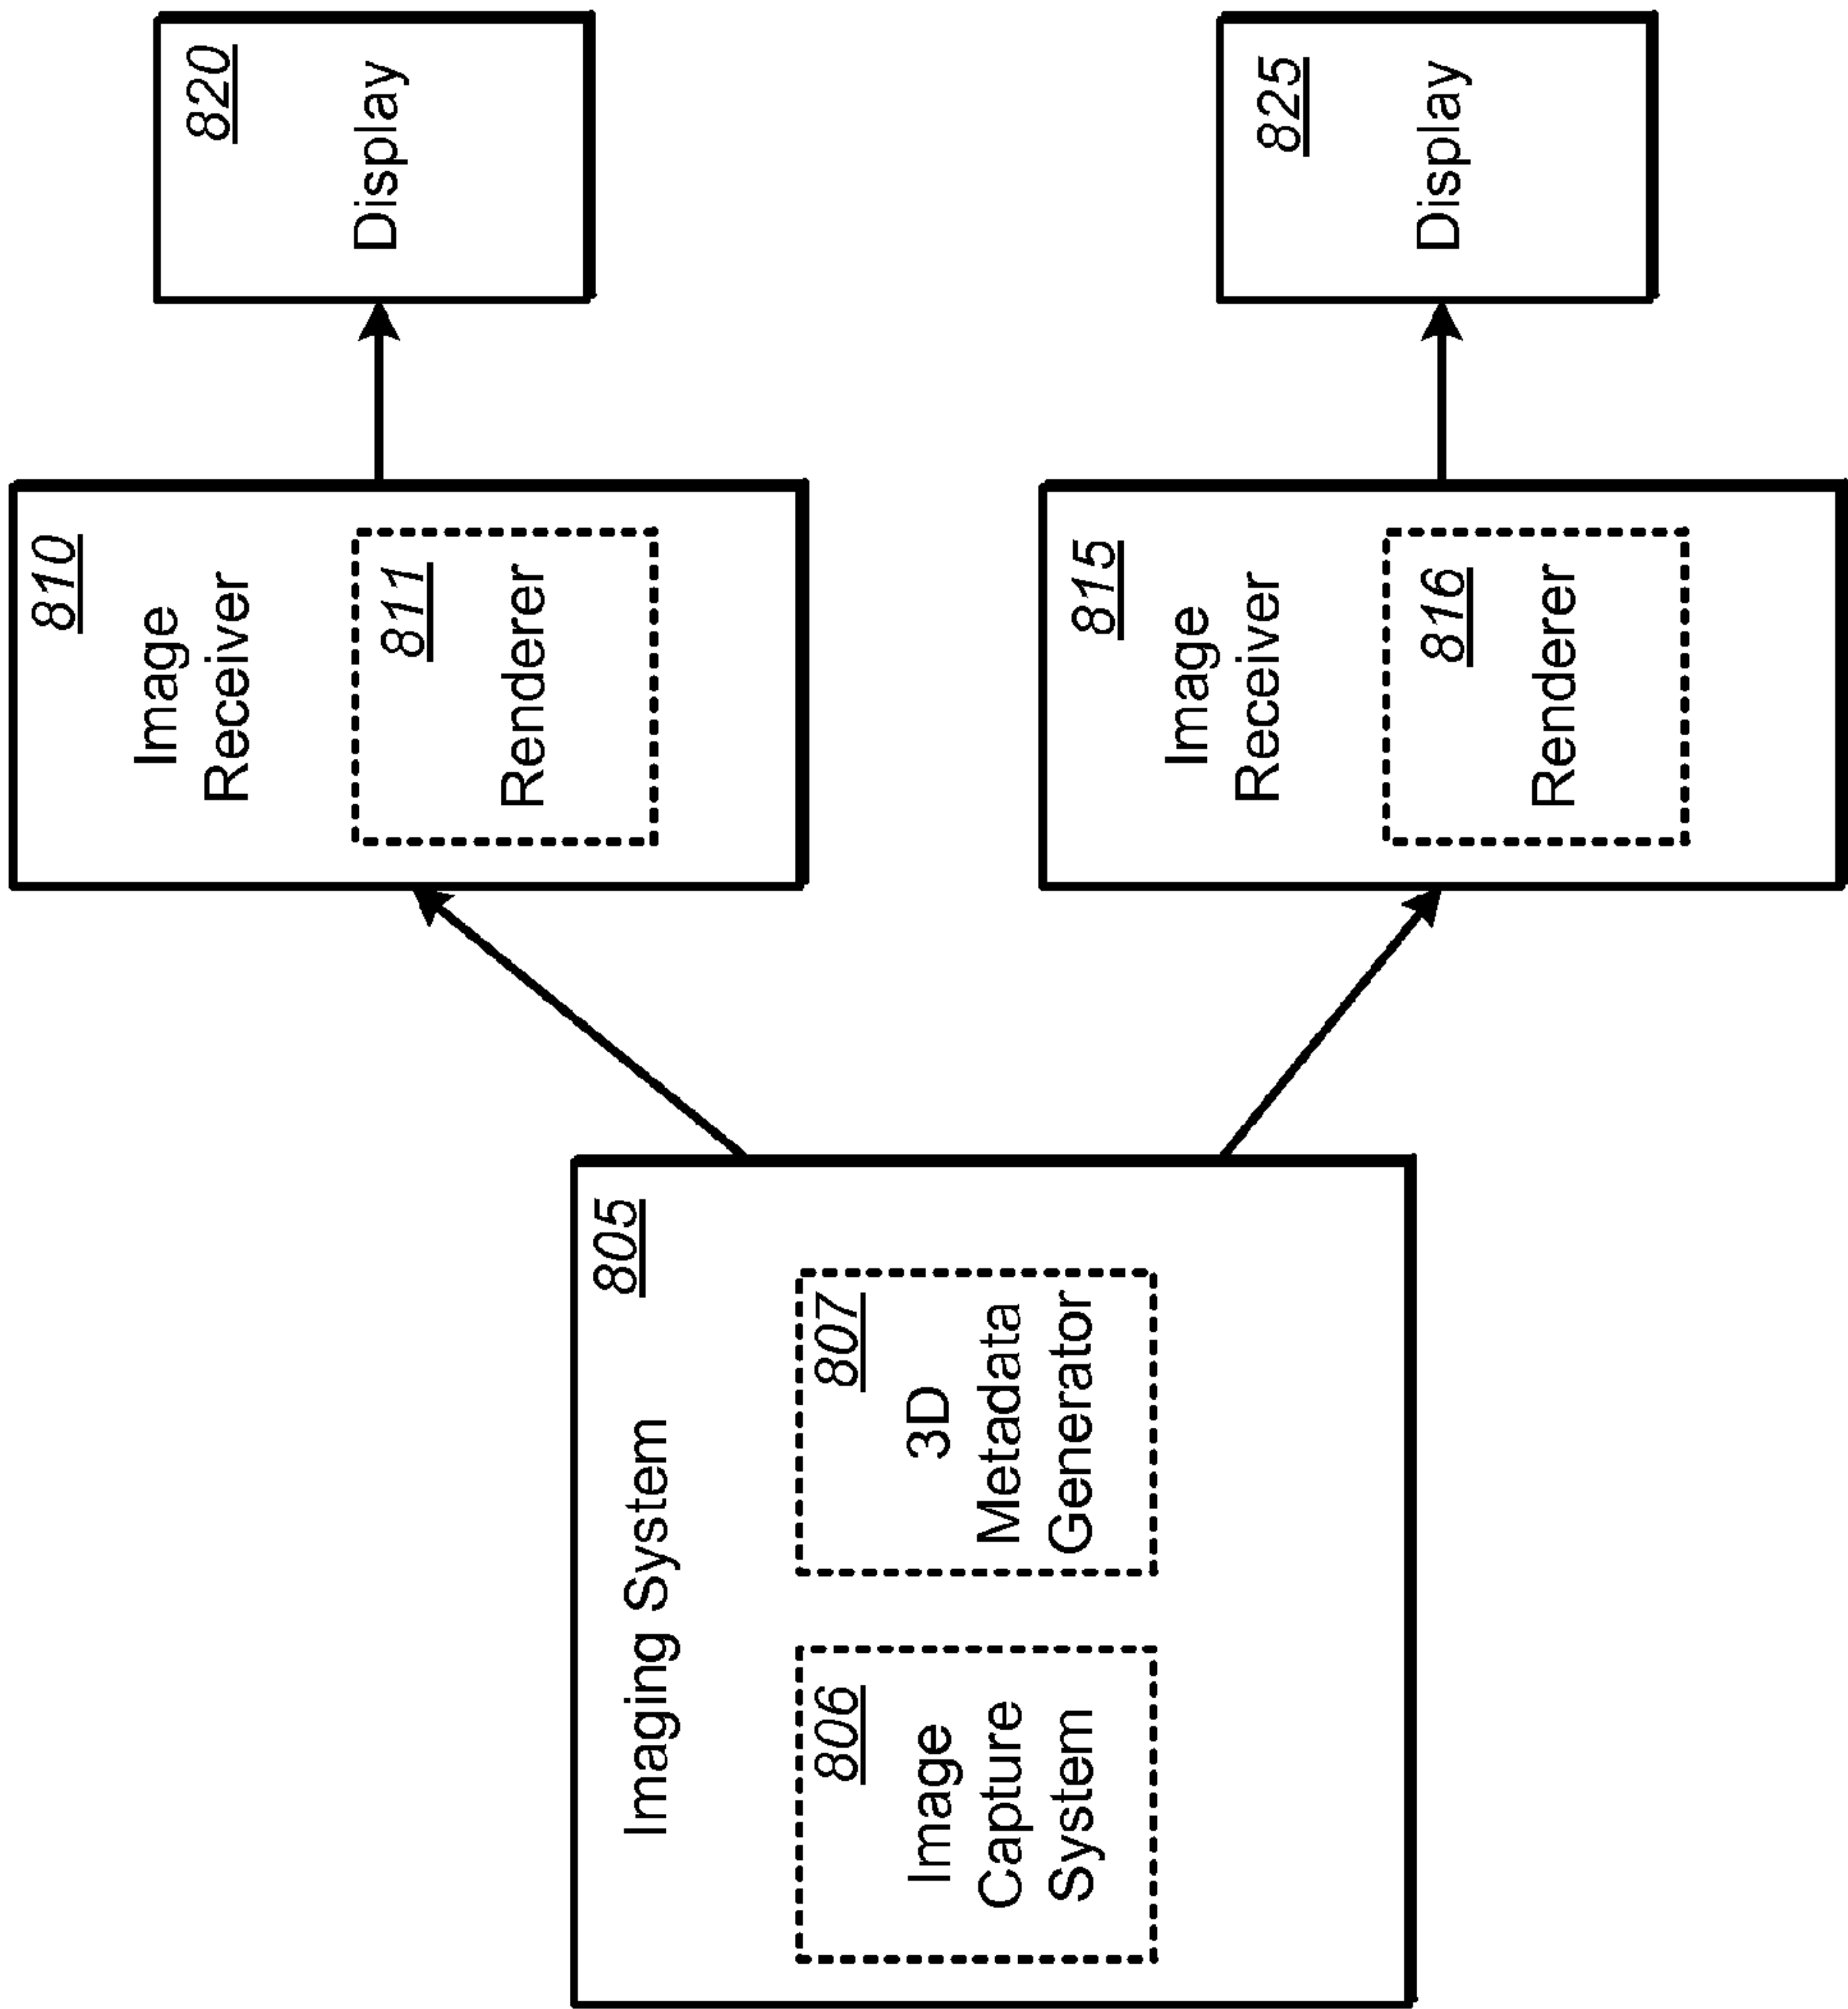 805
Imaging System
806
Image
Capture
System
807
3D
Metadata
Generator
810
Image
Receiver
811
Renderer
820
Display
815
Image
Receiver
816
Renderer
825
Display